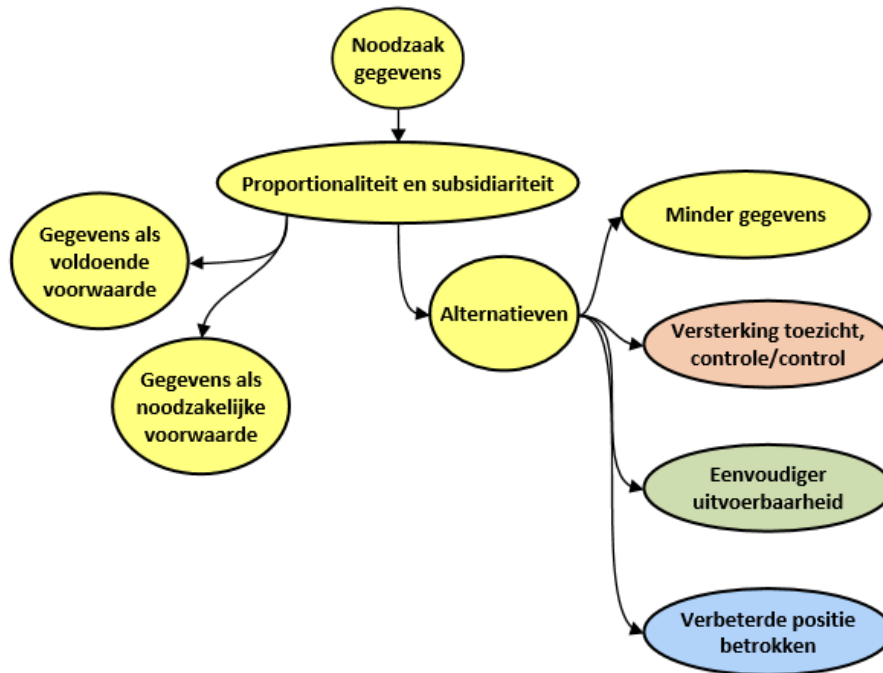 Noodzaak
gegevens
Proportionaliteit en subsidiariteit
Gegevens als
voldoende
voorwaarde
Gegevens als
noodzakelijke
voorwaarde
Alternatieven
Minder gegevens
Versterking toezicht,
controle/control
Eenvoudiger
uitvoerbaarheid
Verbeterde positie
betrokken